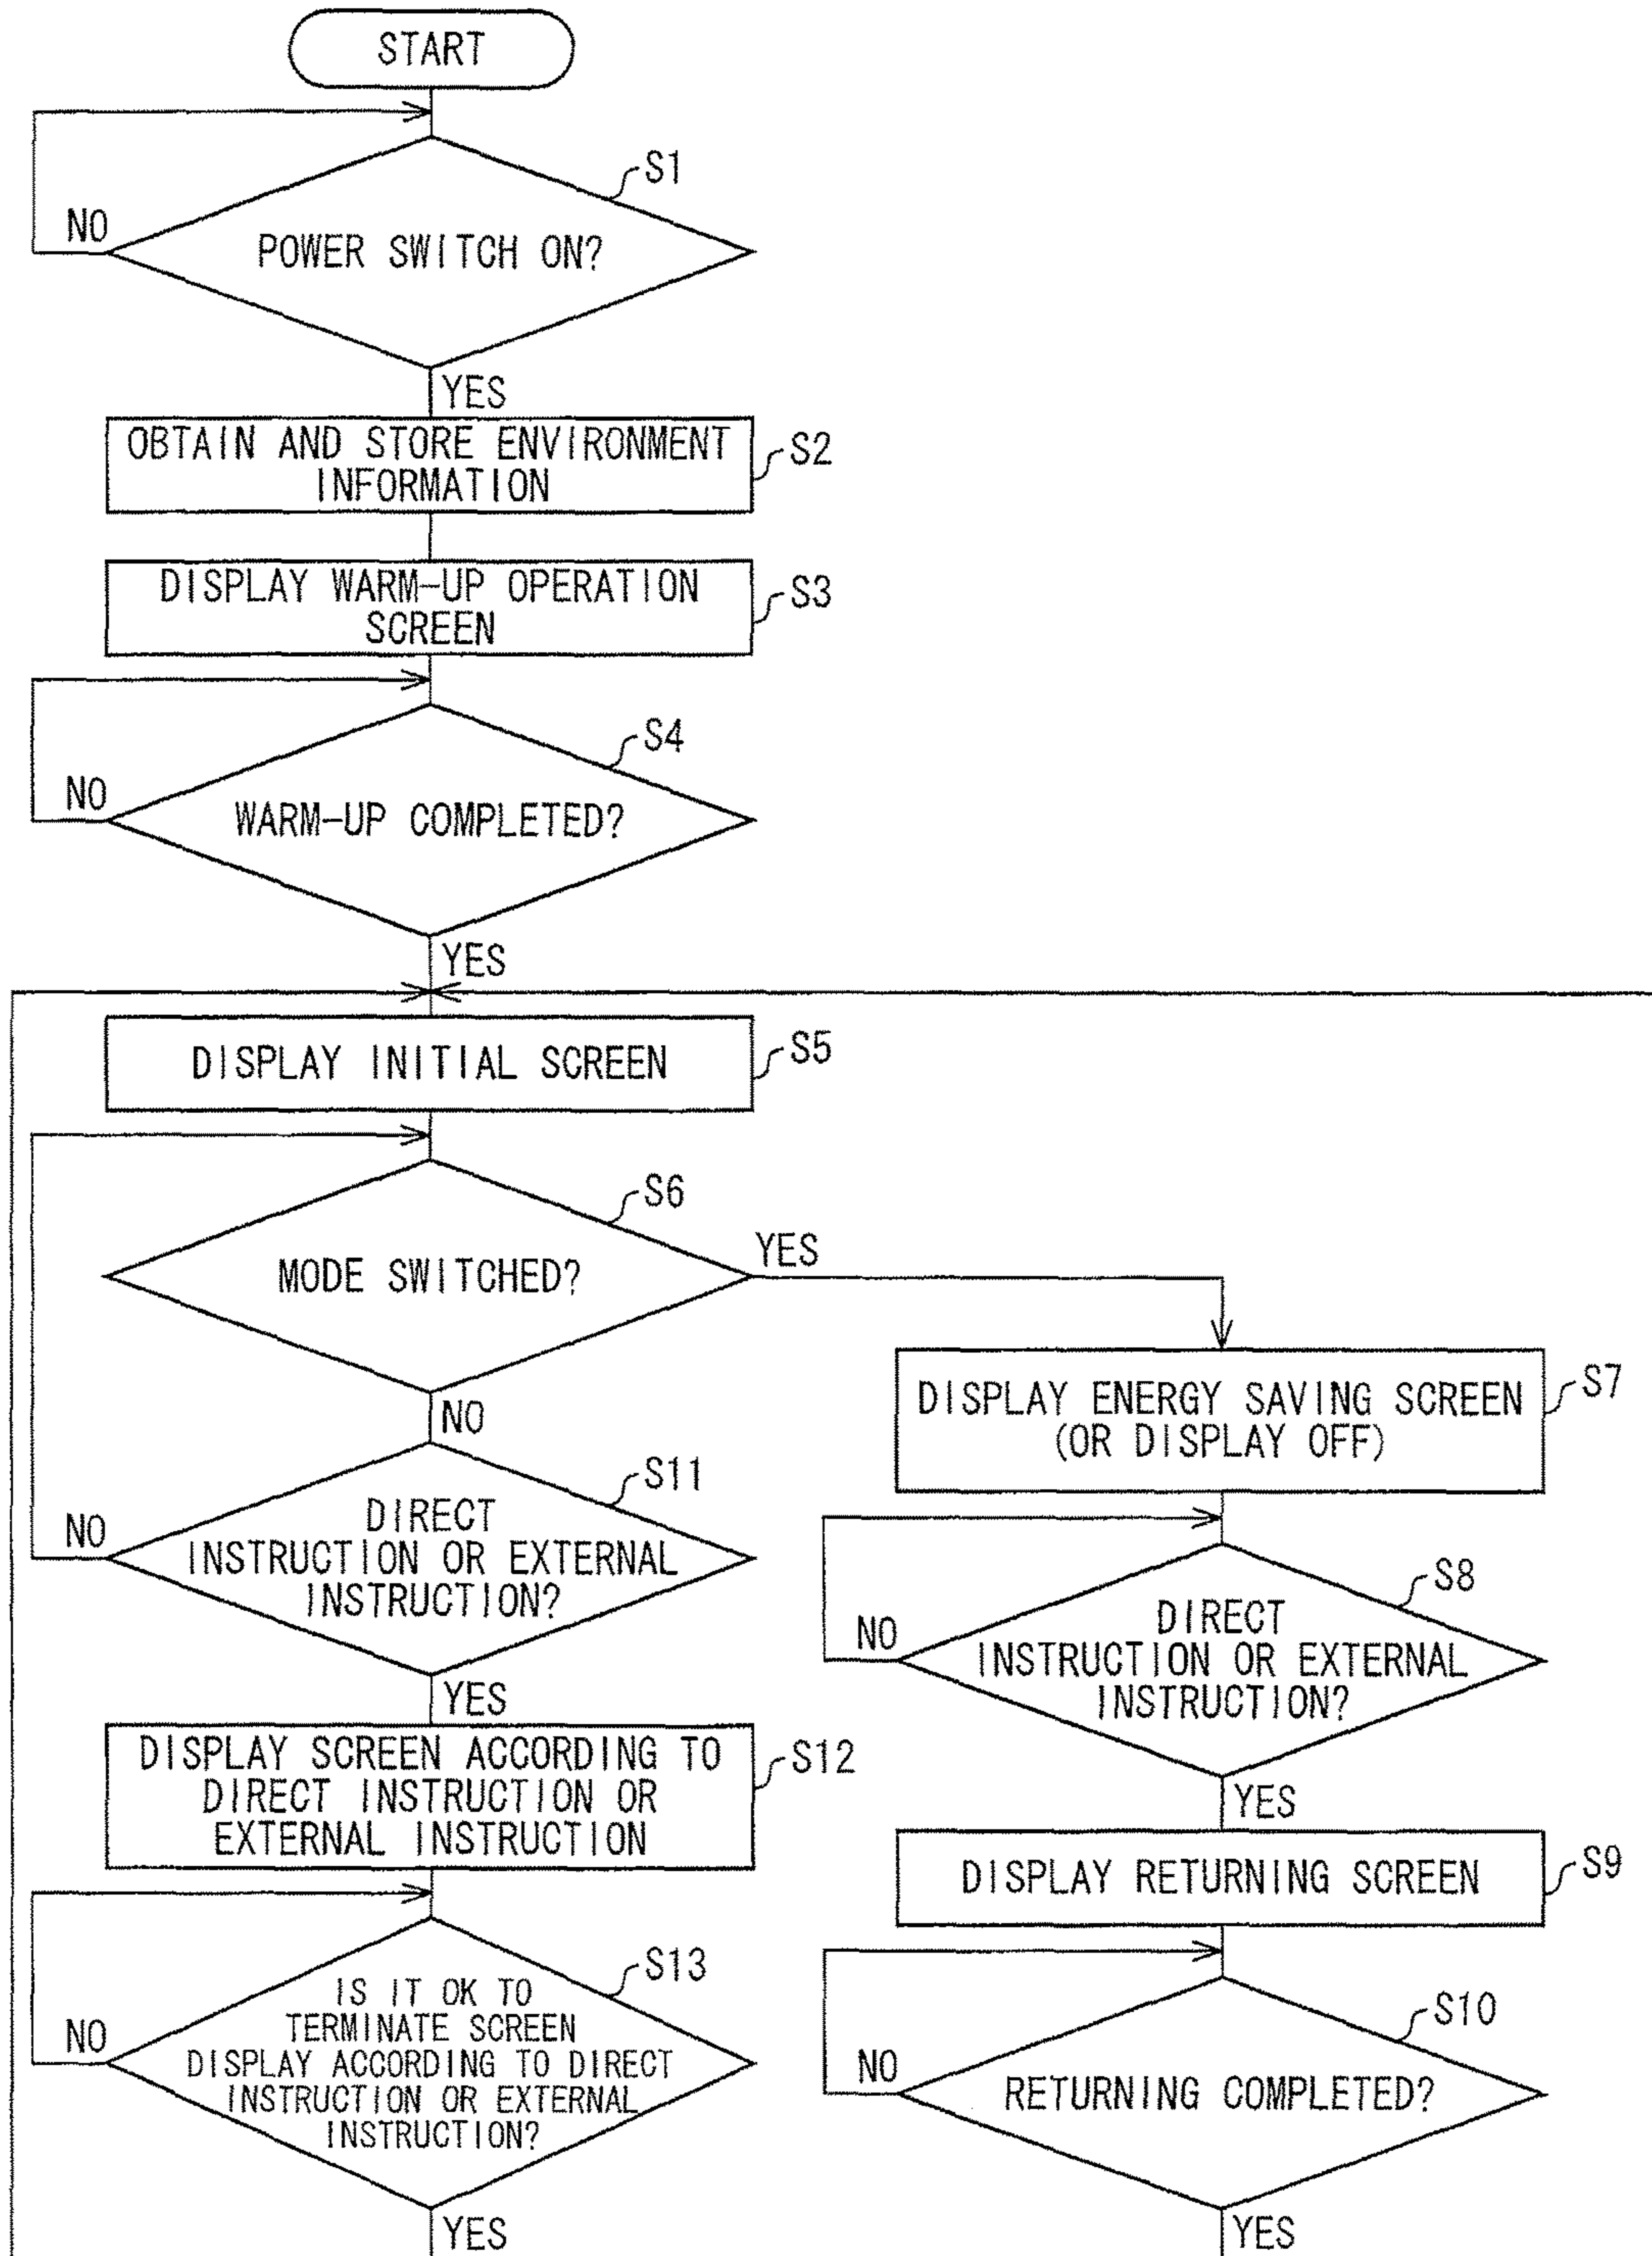 START
S1
NO
POWER SWITCH ON?
YES
OBTAIN AND STORE ENVIRONMENT
INFORMATION
S2
DISPLAY WARM-UP OPERATION
SCREEN
S3
S4
NO
WARM-UP COMPLETED?
YES
DISPLAY INITIAL SCREEN
S5
S6
MODE SWITCHED?
YES
NO
S11
NO
DIRECT
INSTRUCTION OR EXTERNAL
INSTRUCTION?
YES
DISPLAY SCREEN ACCORDING TO
DIRECT INSTRUCTION OR
EXTERNAL INSTRUCTION
S12
S13
NO
IS IT OK TO
TERMINATE SCREEN
DISPLAY ACCORDING TO DIRECT
INSTRUCTION OR EXTERNAL
INSTRUCTION?
YES
DISPLAY ENERGY SAVING SCREEN
(OR DISPLAY OFF)
S7
S8
NO
DIRECT
INSTRUCTION OR EXTERNAL
INSTRUCTION?
YES
DISPLAY RETURNING SCREEN
S9
S10
NO
RETURNING COMPLETED?
YES